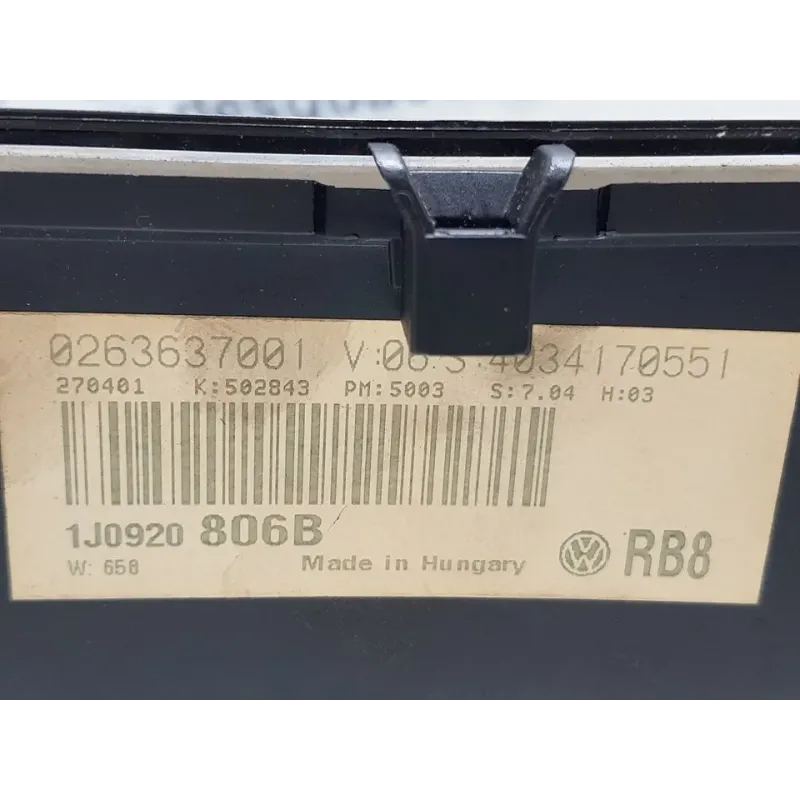 0263637001 V:06 S:4034170551
270401 K:502843 PM:5003 S:7.04 H:03
1J0920 806B
W: 658 Made in Hungary
RB8